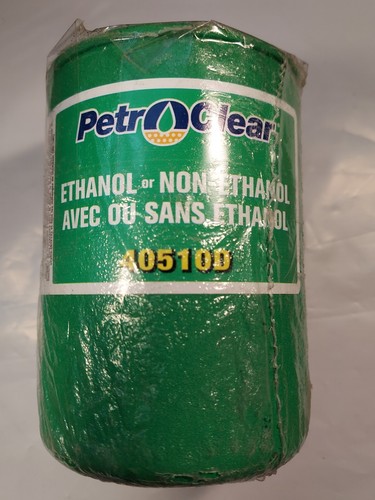 PetroClear
ETHANOL or NON-ETHANOL
AVEC OU SANS ETHANOL
40510D